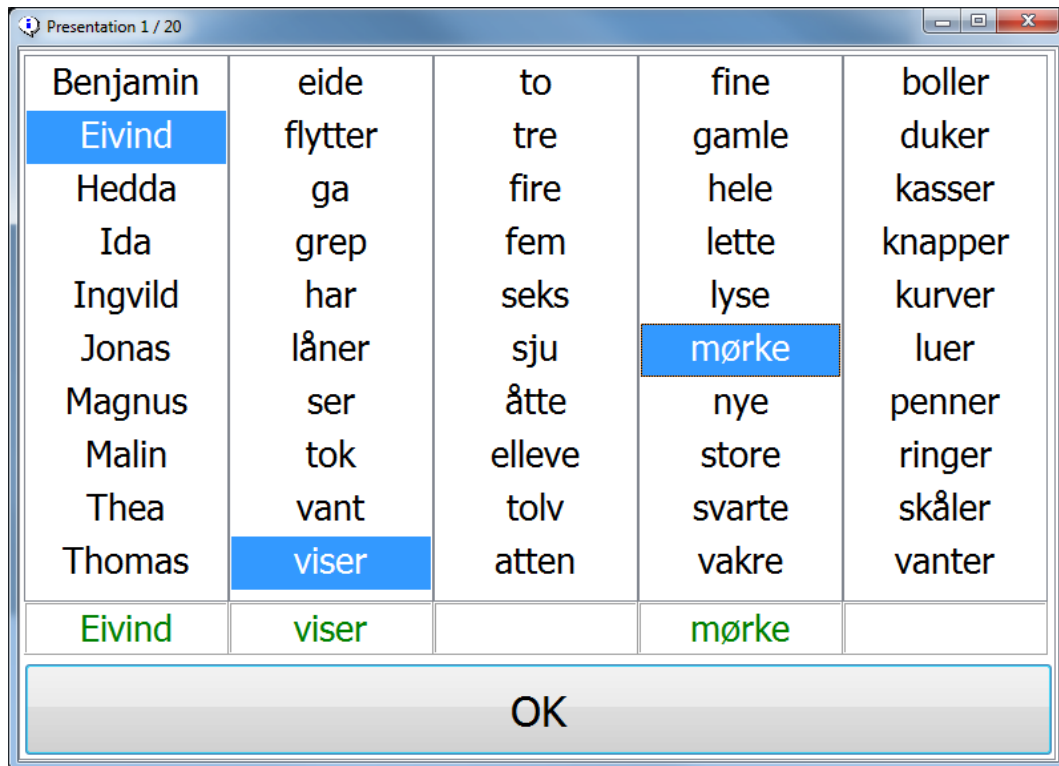 Presentation 1 / 20
Benjamin eide to fine boller
Eivind flytter tre gamle duker
Hedda ga fire hele kasser
Ida grep fem lette knapper
Ingvild har seks lyse kurver
Jonas låner sju mørke luer
Magnus ser åtte nye penner
Malin tok elleve store ringer
Thea vant tolv svarte skåler
Thomas viser atten vakre vanter
Eivind viser mørke
OK